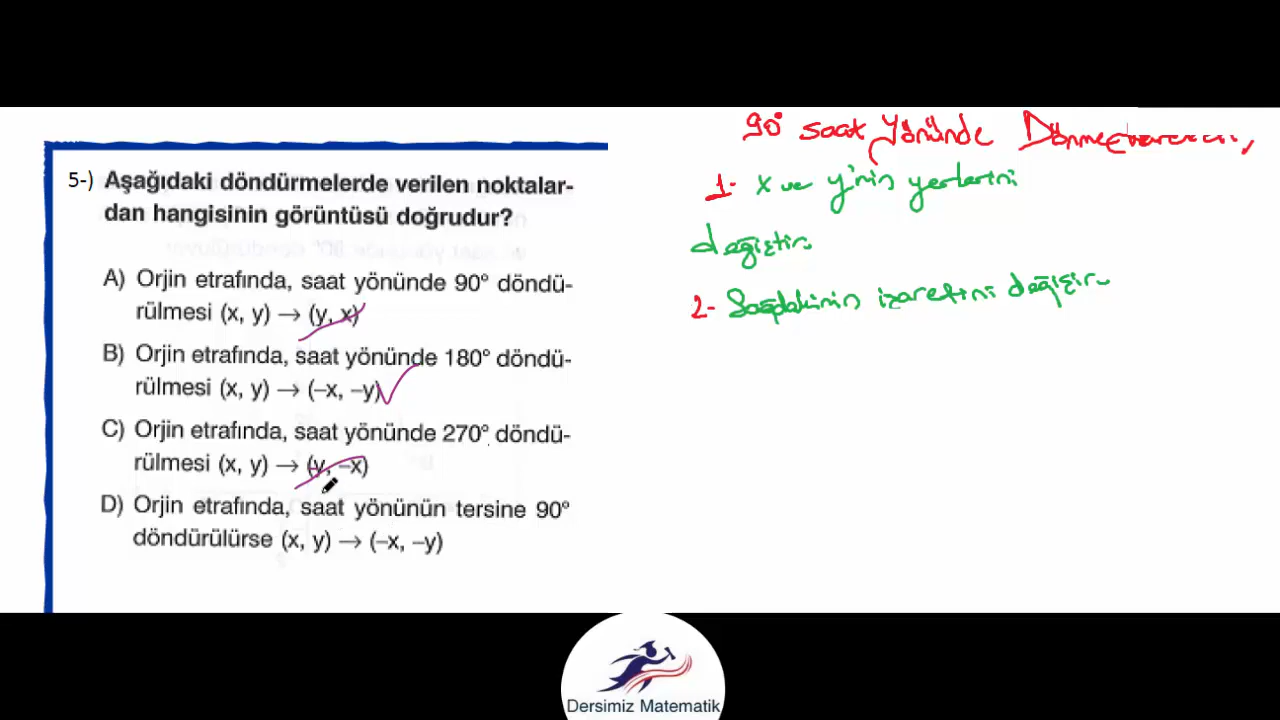 5-) Aşağıdaki döndürmelerde verilen noktalar-
dan hangisinin görüntüsü doğrudur?
A) Orjin etrafında, saat yönünde 90° döndü-
rülmesi (x, y) → (y, x)
B) Orjin etrafında, saat yönünde 180° döndü-
rülmesi (x, y) → (–x, –y)
C) Orjin etrafında, saat yönünde 270° döndü-
rülmesi (x, y) → (y, –x)
D) Orjin etrafında, saat yönünün tersine 90°
döndürülürse (x, y) → (–x, –y)
90° saat yönünde Dönme
1- x ve y'nin yerlerini
değiştir.
2- Sağdakinin işaretini değiştir.
Dersimiz Matematik